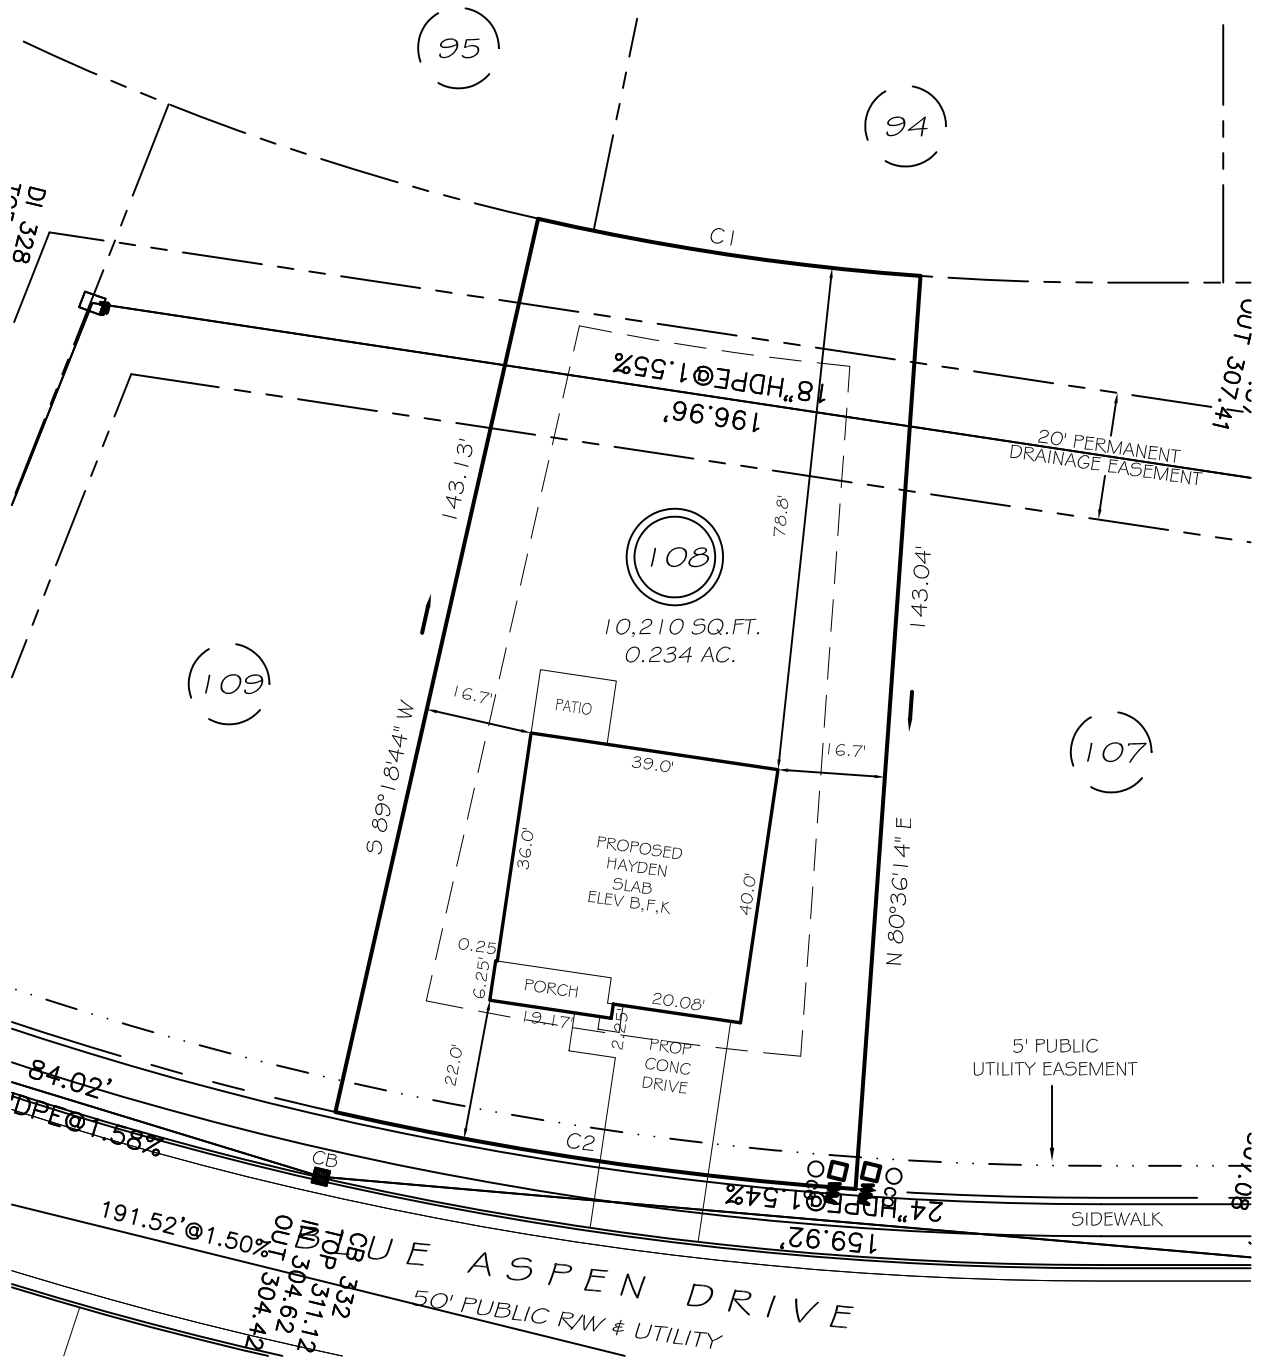 95
94
C1
DI 328
OUT 307.41
18"HDPE@1.55%
196.96'
20' PERMANENT
DRAINAGE EASEMENT
143.13'
78.8'
108
10,210 SQ.FT.
0.234 AC.
143.04'
109
107
S 89°18'44" W
16.7'
PATIO
16.7'
39.0'
36.0'
PROPOSED
HAYDEN
SLAB
ELEV B,F,K
40.0'
N 80°36'14" E
0.25
6.25'
PORCH
20.08'
19.17'
2.25'
22.0'
PROP
CONC
DRIVE
5' PUBLIC
UTILITY EASEMENT
84.02'
DPE@1.58%
CB
C2
24"HDPE@1.54%
159.92'
SIDEWALK
191.52'@1.50%
CB 332
TOP 311.12
IN 304.62
OUT 304.42
BLUE ASPEN DRIVE
50' PUBLIC R/W & UTILITY